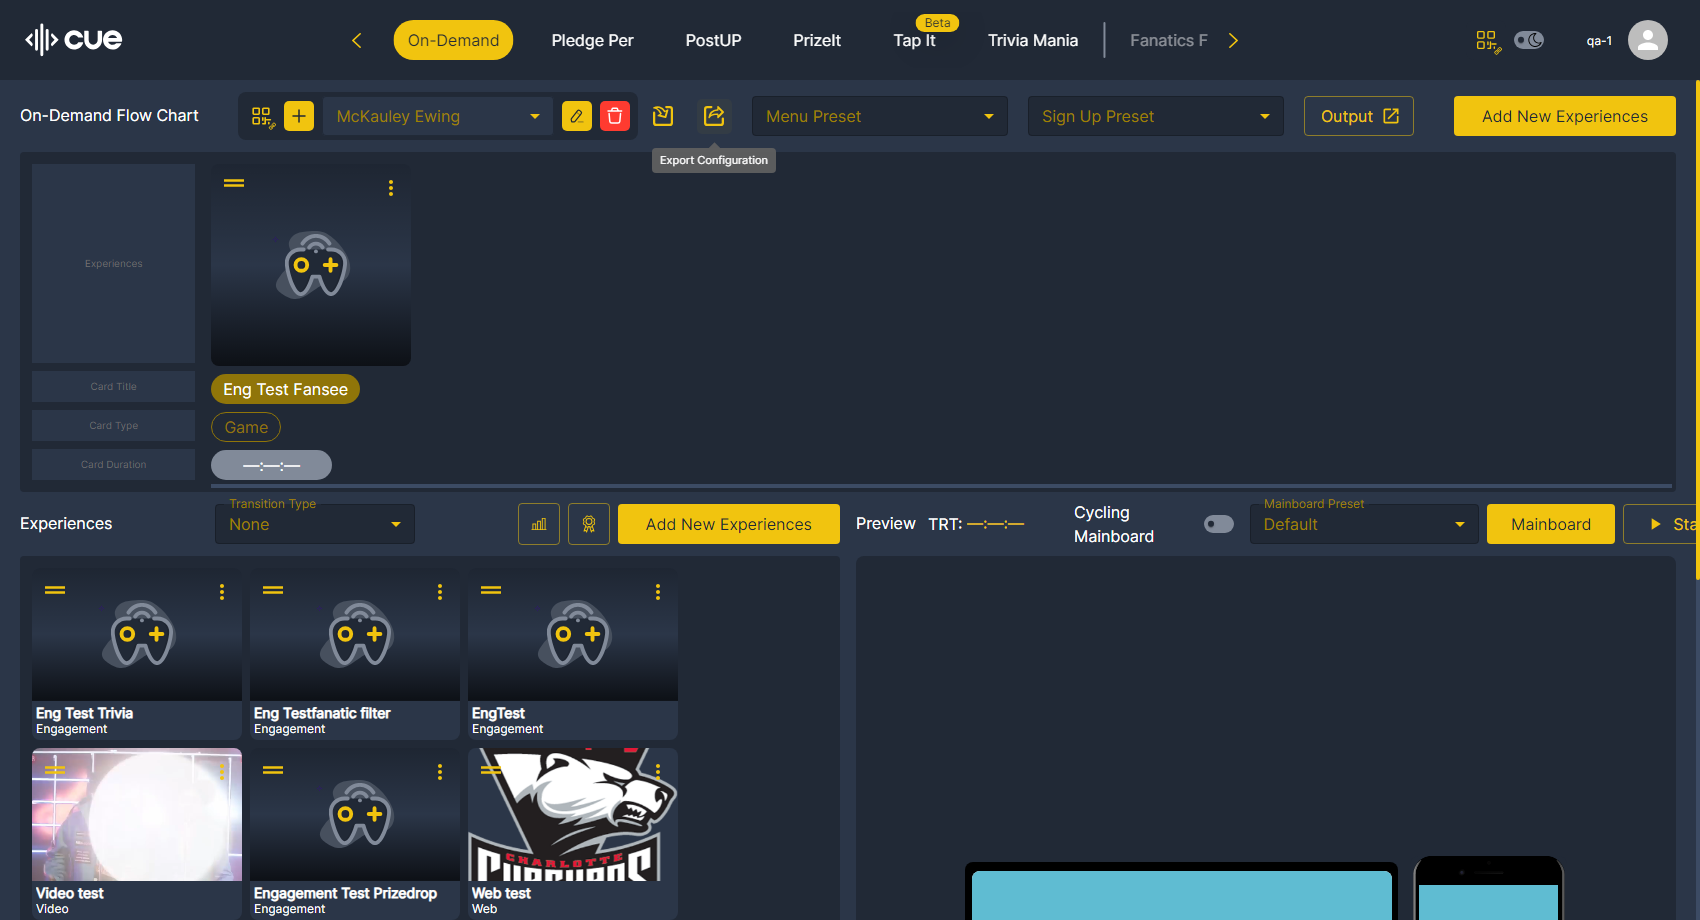 cue
On-Demand
Pledge Per
PostUP
PrizeIt
Tap It
Beta
Trivia Mania
Fanatics F
qa-1
On-Demand Flow Chart
McKauley Ewing
Menu Preset
Sign Up Preset
Output
Add New Experiences
Export Configuration
Experiences
Card Title
Eng Test Fansee
Card Type
Game
Card Duration
—:—:—
Experiences
Transition Type
None
Add New Experiences
Preview
TRT: —:—:—
Cycling
Mainboard
Mainboard Preset
Default
Mainboard
Sta
Eng Test Trivia
Engagement
Eng Testfanatic filter
Engagement
EngTest
Engagement
CHARLOTTE
Video test
Video
Engagement Test Prizedrop
Engagement
Web test
Web